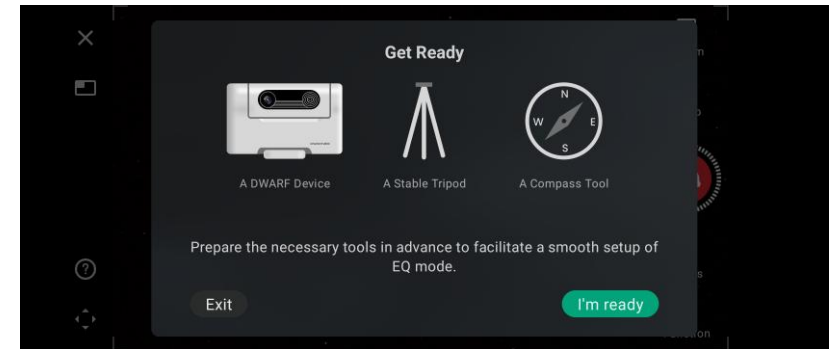 Get Ready
N
W E
S
A DWARF Device A Stable Tripod A Compass Tool
Prepare the necessary tools in advance to facilitate a smooth setup of
EQ mode.
Exit I'm ready